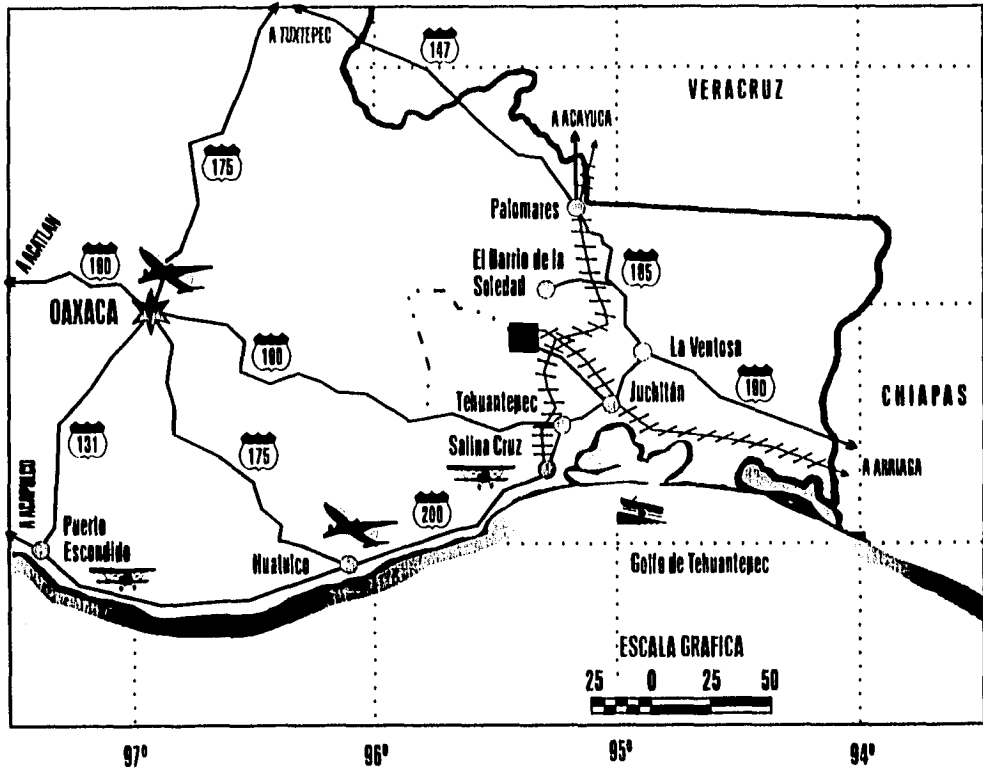 A TUXTEPEC
147
VERACRUZ
A ACAYUCA
175
Palomares
A ACATLAN
190
El Barrio de la
Soledad
185
OAXACA
190
La Ventosa
190
CHIAPAS
Tehuantepec
Juchitán
131
175
Salina Cruz
A ARRIAGA
A ACAPULCO
200
Puerto
Escondido
Huatulco
Golfo de Tehuantepec
ESCALA GRAFICA
25 0 25 50
97º 96º 95º 94º